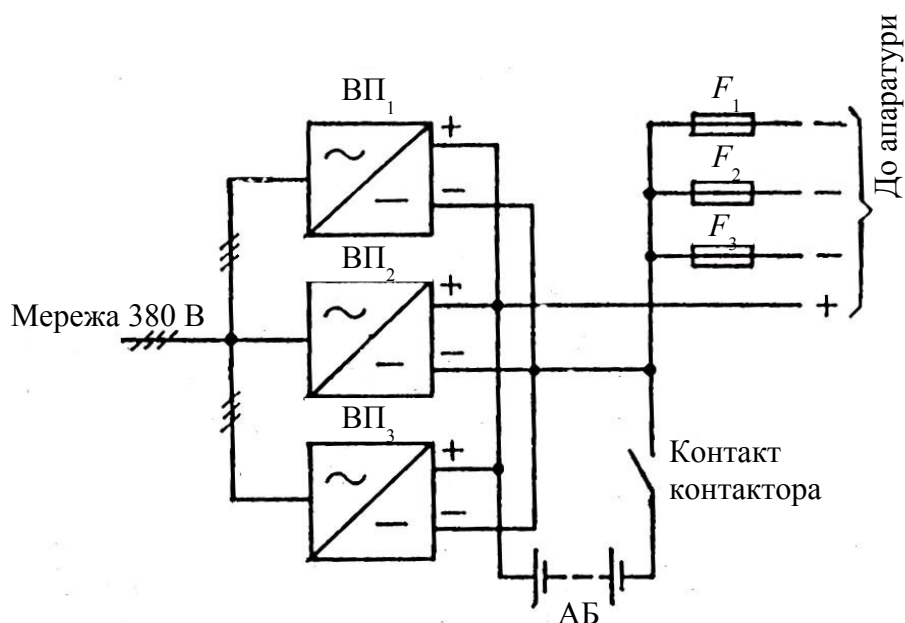 ВП1
+
−
F1
F2
F3
До апаратури
ВП2
+
−
+
Мережа 380 В
ВП3
+
−
Контакт
контактора
АБ